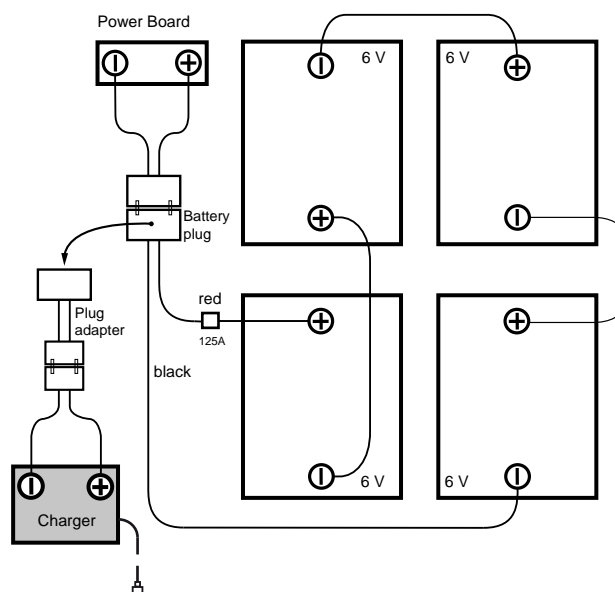 Power Board
6 V
6 V
Battery
plug
red
125A
Plug
adapter
black
6 V
6 V
Charger